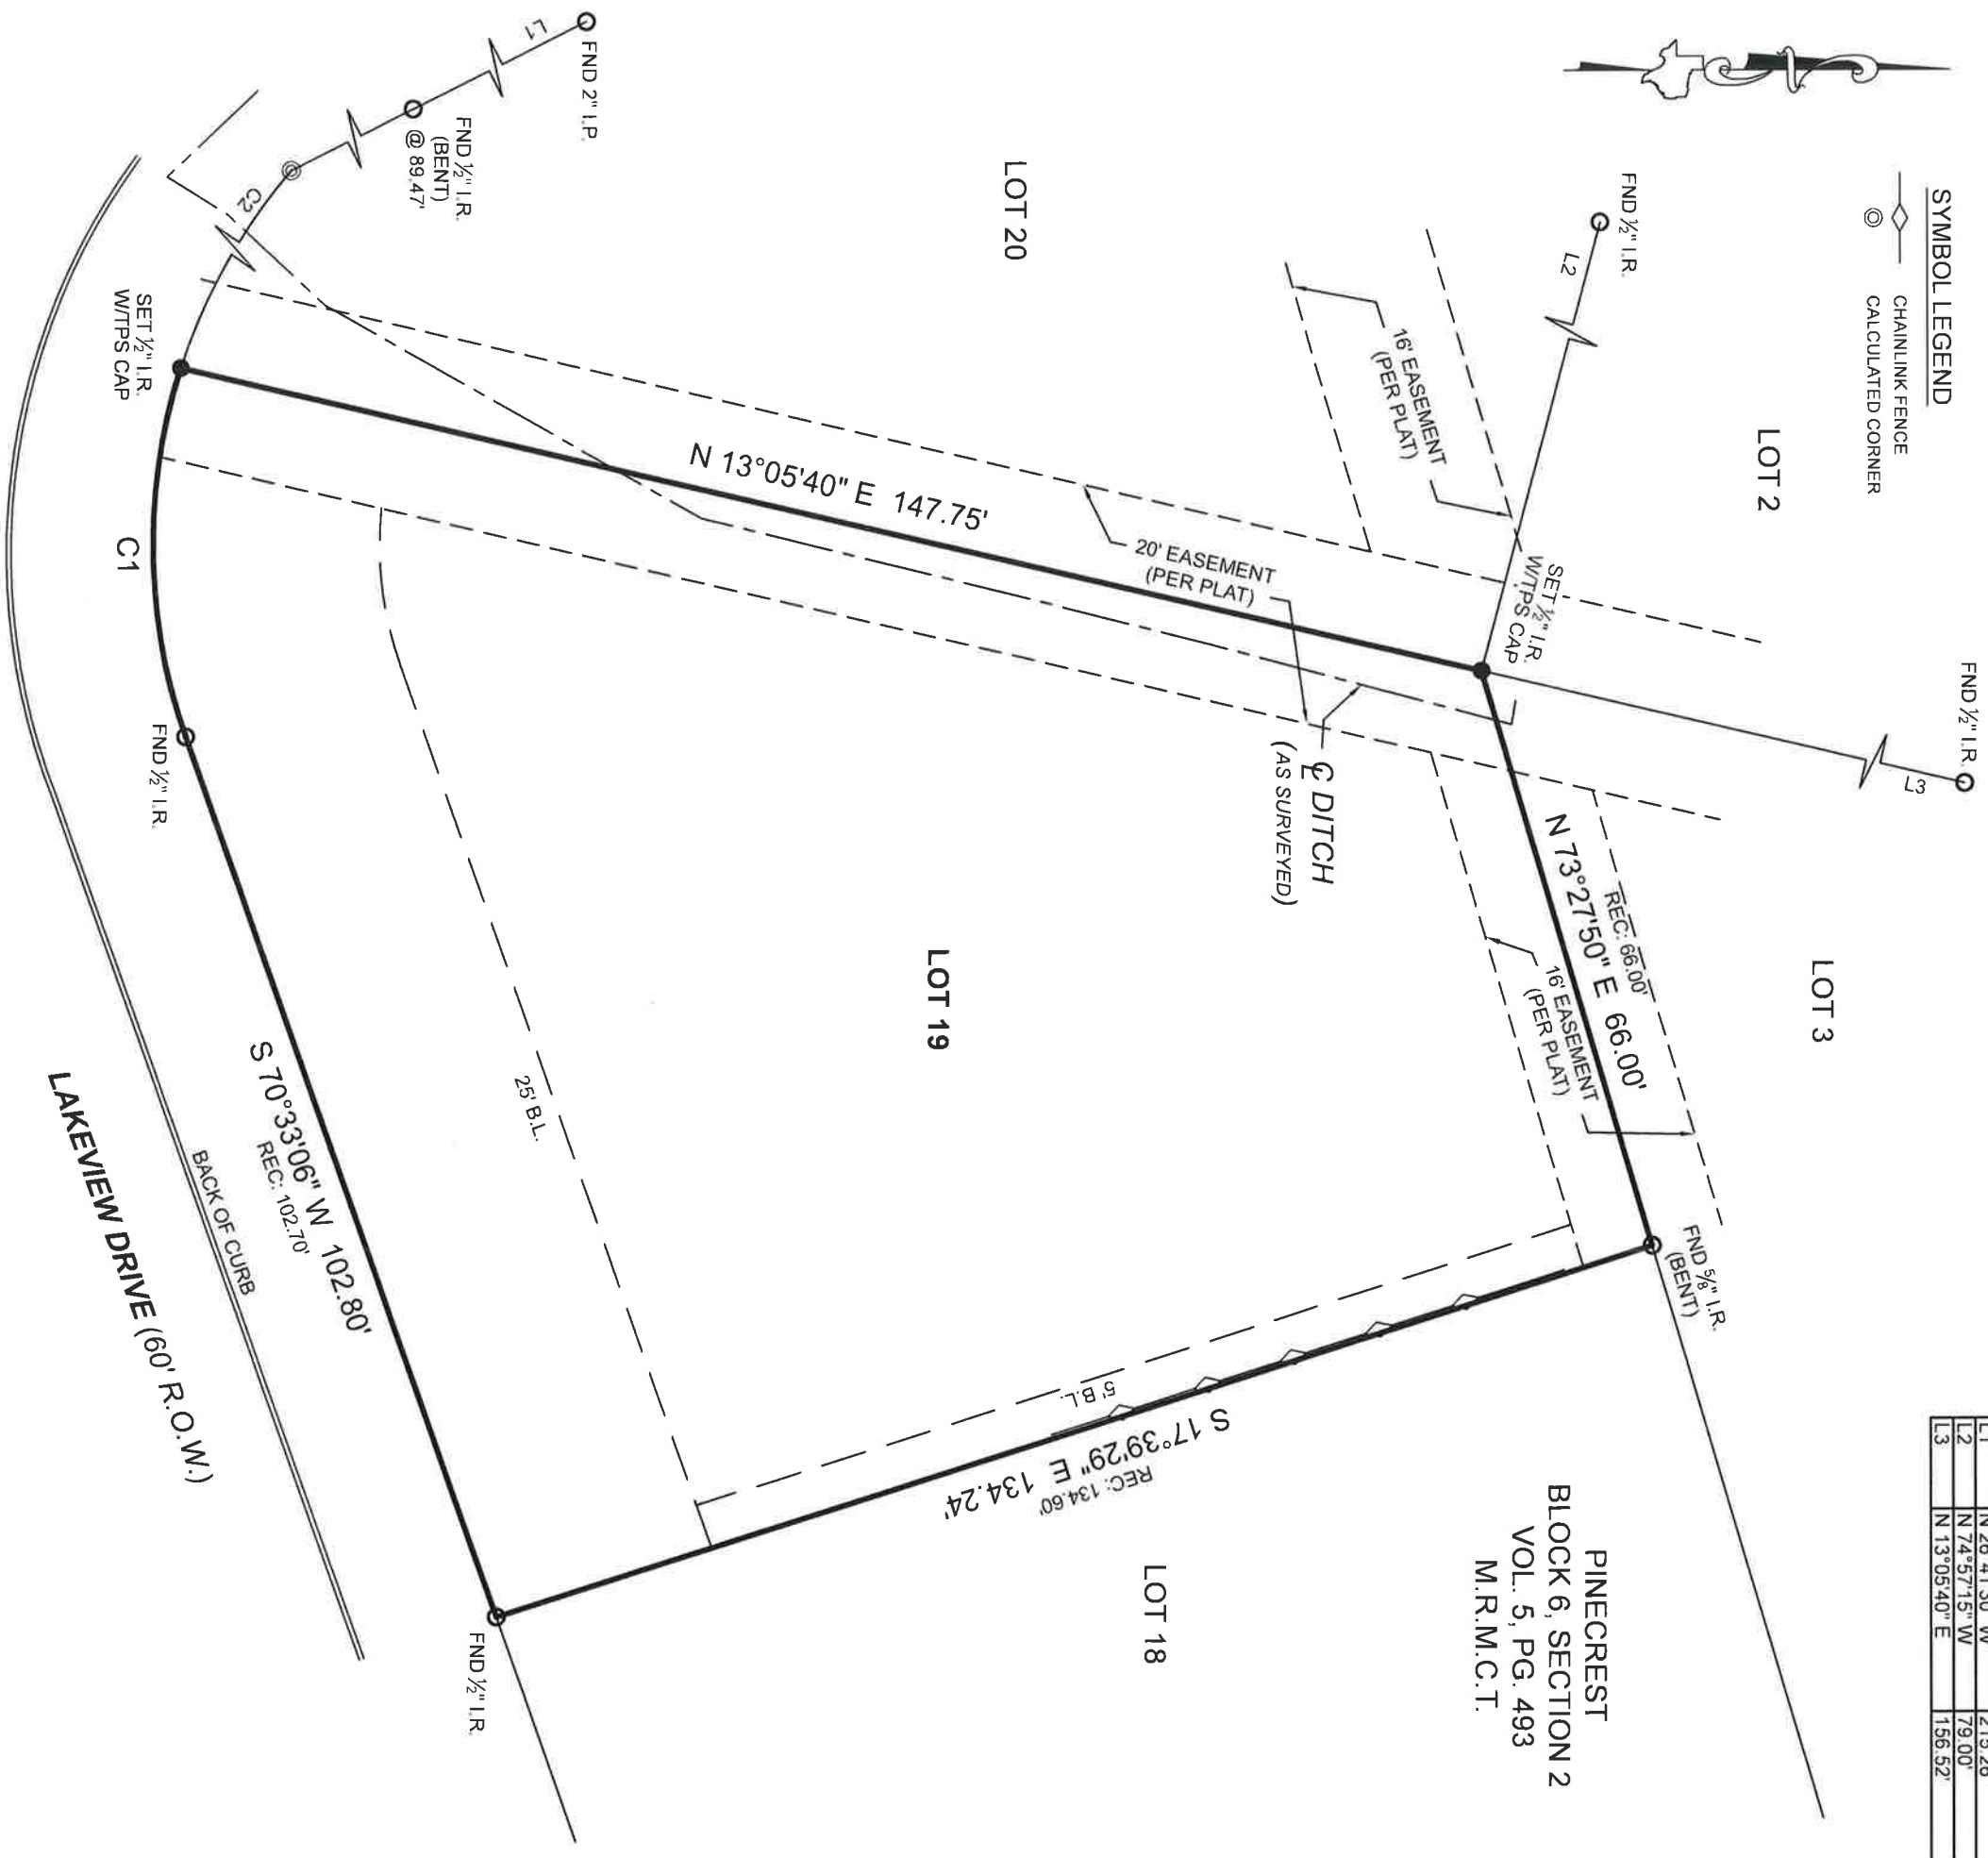 SYMBOL LEGEND
CHAINLINK FENCE
CALCULATED CORNER
L2 N 74°57'15" W 79.00'
L3 N 13°05'40" E 156.52'
FND ½" I.R.
L3
LOT 2
LOT 3
FND ½" I.R.
L2
16' EASEMENT
(PER PLAT)
SET ½" I.R.
W/TPS CAP
REC: 66.00'
N 73°27'50" E 66.00'
16' EASEMENT
(PER PLAT)
FND ⅝" I.R.
(BENT)
PINECREST
BLOCK 6, SECTION 2
VOL. 5, PG. 493
M.R.M.C.T.
LOT 20
20' EASEMENT
(PER PLAT)
℄ DITCH
(AS SURVEYED)
N 13°05'40" E 147.75'
LOT 19
5' B.L.
S 17°39'29" E 134.24'
REC: 134.60'
LOT 18
FND 2" I.P.
L1
FND ½" I.R.
(BENT)
@ 89.47'
C2
SET ½" I.R.
W/TPS CAP
C1
FND ½" I.R.
25' B.L.
S 70°33'06" W 102.80'
REC: 102.70'
FND ½" I.R.
BACK OF CURB
LAKEVIEW DRIVE (60' R.O.W.)